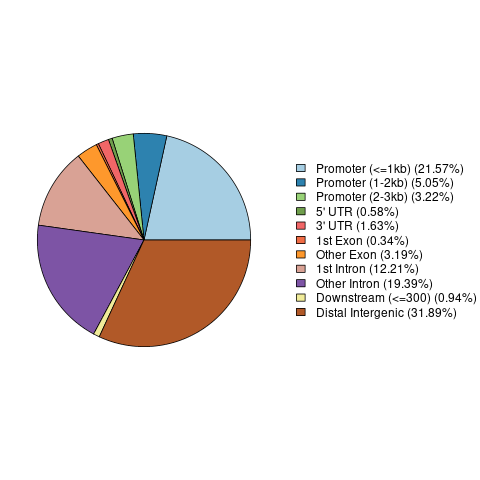 Promoter (<=1kb) (21.57%)
Promoter (1-2kb) (5.05%)
Promoter (2-3kb) (3.22%)
5' UTR (0.58%)
3' UTR (1.63%)
1st Exon (0.34%)
Other Exon (3.19%)
1st Intron (12.21%)
Other Intron (19.39%)
Downstream (<=300) (0.94%)
Distal Intergenic (31.89%)